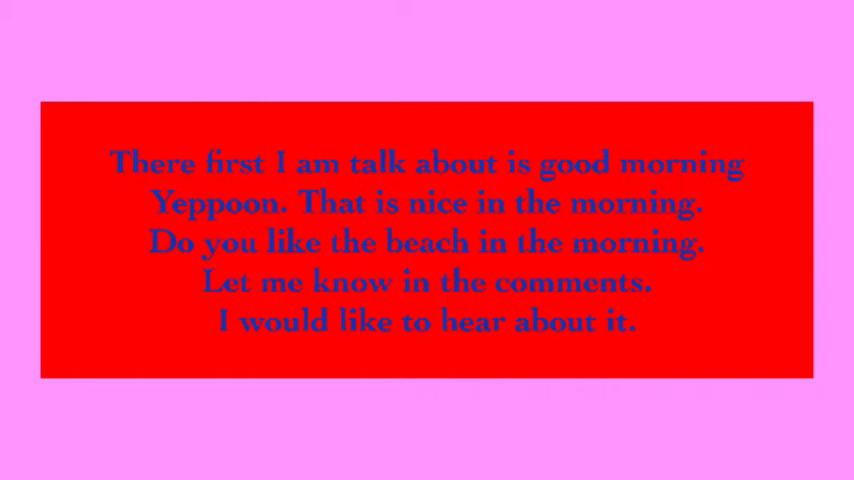 There first I am talk about is good morning
Yeppoon. That is nice in the morning.
Do you like the beach in the morning.
Let me know in the comments.
I would like to hear about it.